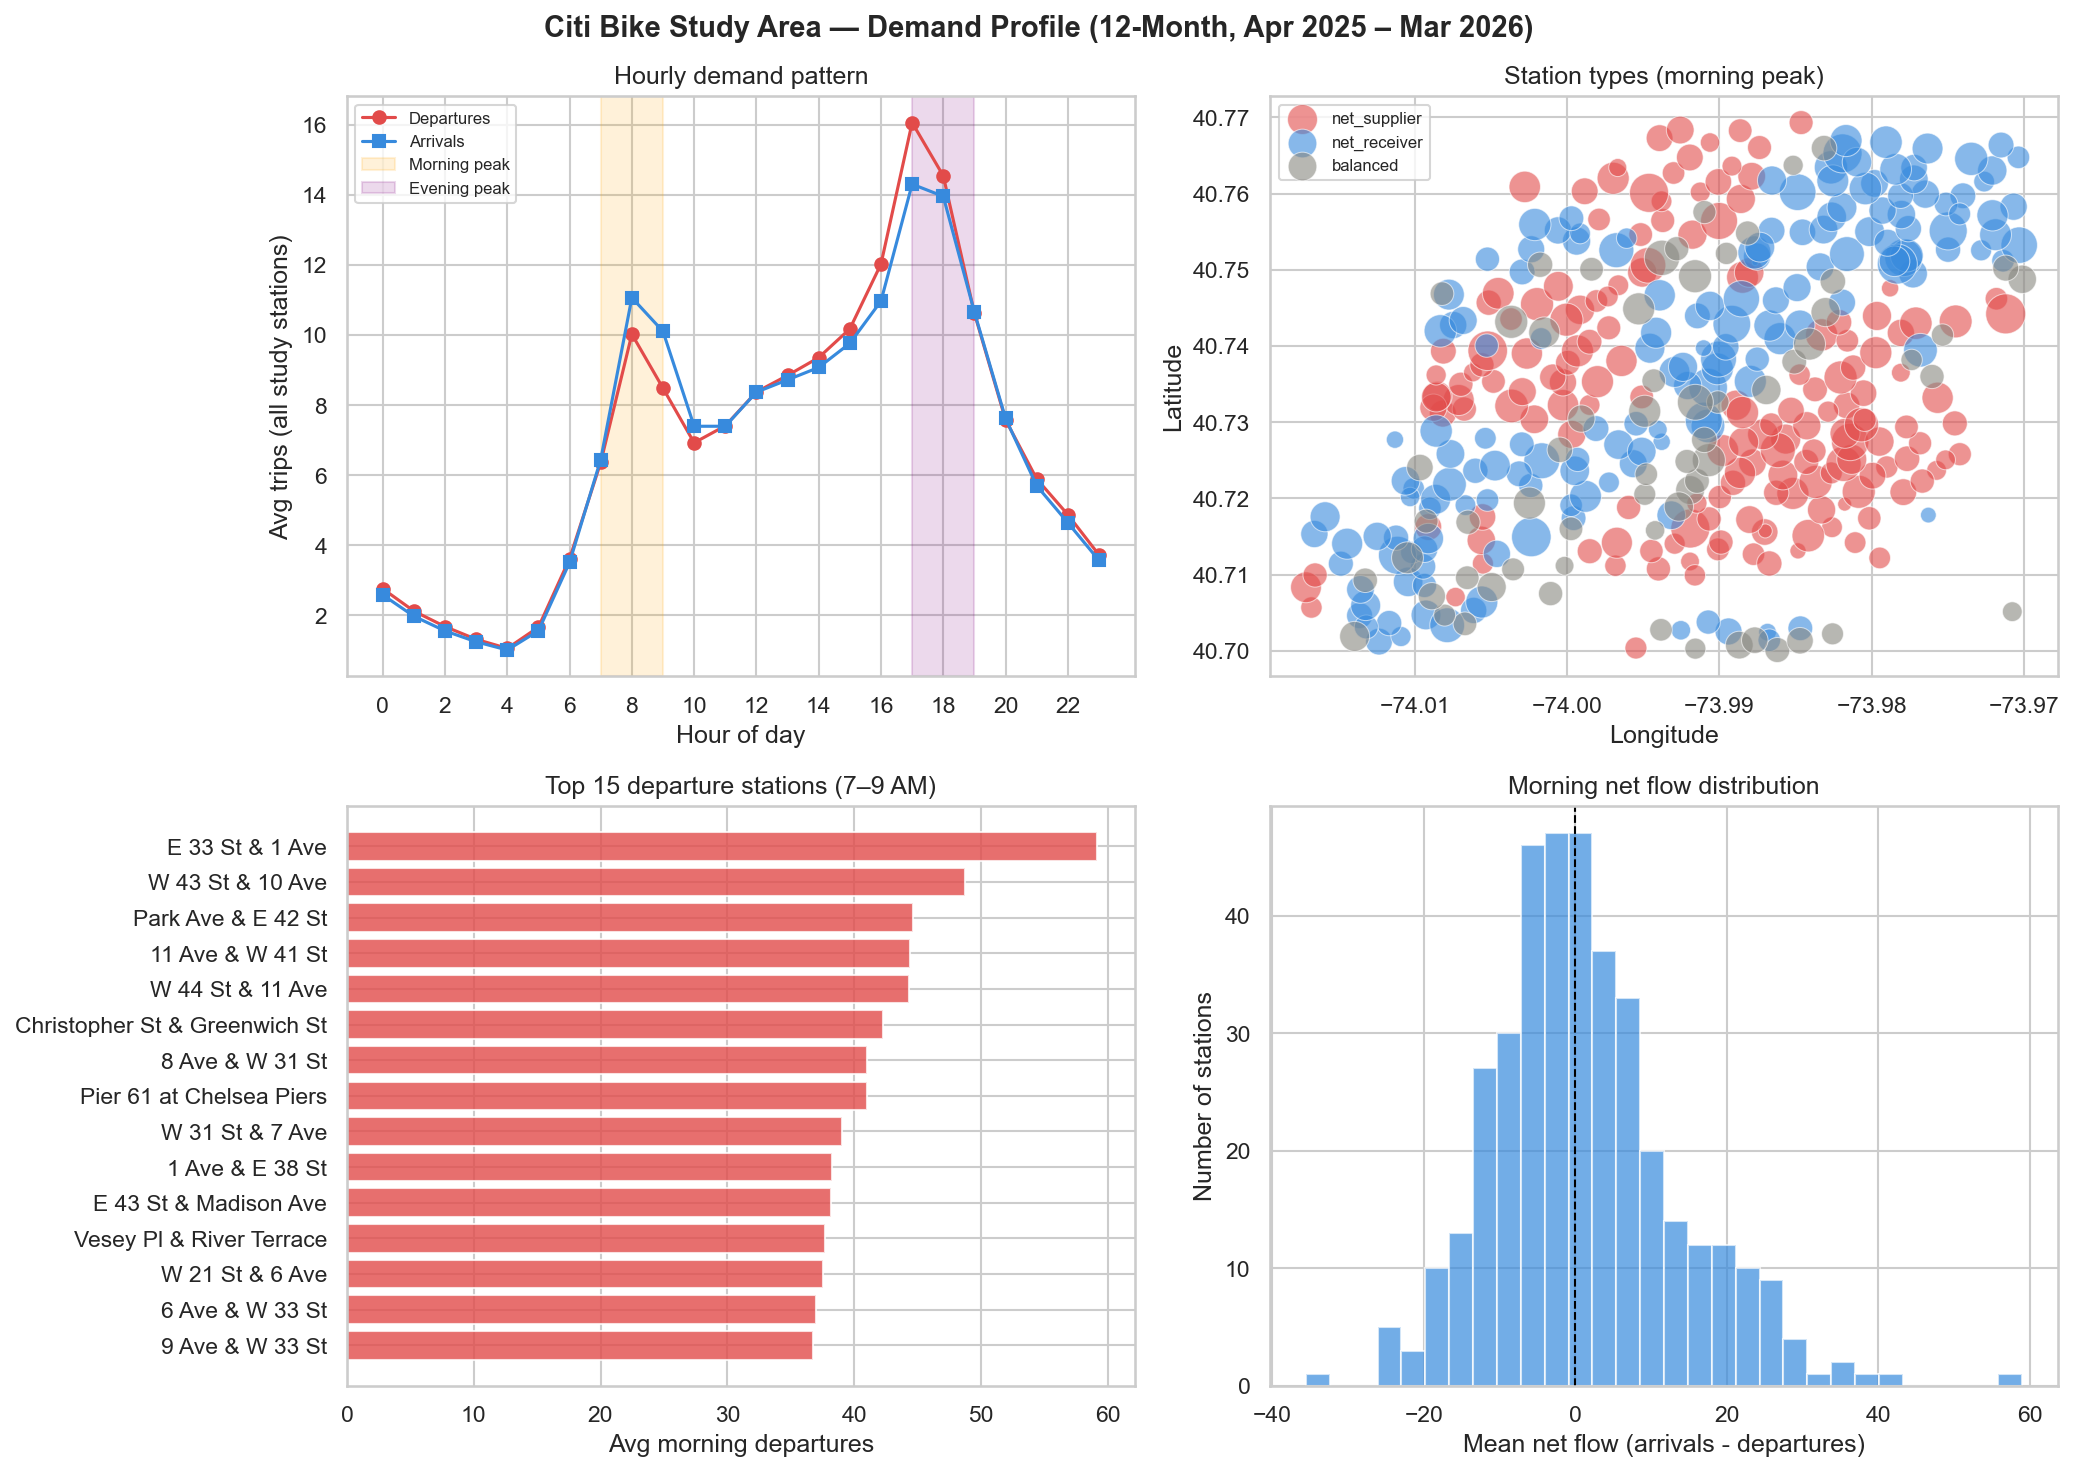 Citi Bike Study Area — Demand Profile (12-Month, Apr 2025 – Mar 2026)
Hourly demand pattern
Departures
Arrivals
Morning peak
Evening peak
Avg trips (all study stations)
16
14
12
10
8
6
4
2
0 2 4 6 8 10 12 14 16 18 20 22
Hour of day
Station types (morning peak)
net_supplier
net_receiver
balanced
Latitude
40.77
40.76
40.75
40.74
40.73
40.72
40.71
40.70
−74.01 −74.00 −73.99 −73.98 −73.97
Longitude
Top 15 departure stations (7–9 AM)
E 33 St & 1 Ave
W 43 St & 10 Ave
Park Ave & E 42 St
11 Ave & W 41 St
W 44 St & 11 Ave
Christopher St & Greenwich St
8 Ave & W 31 St
Pier 61 at Chelsea Piers
W 31 St & 7 Ave
1 Ave & E 38 St
E 43 St & Madison Ave
Vesey Pl & River Terrace
W 21 St & 6 Ave
6 Ave & W 33 St
9 Ave & W 33 St
0 10 20 30 40 50 60
Avg morning departures
Morning net flow distribution
Number of stations
40
30
20
10
0
−40 −20 0 20 40 60
Mean net flow (arrivals - departures)